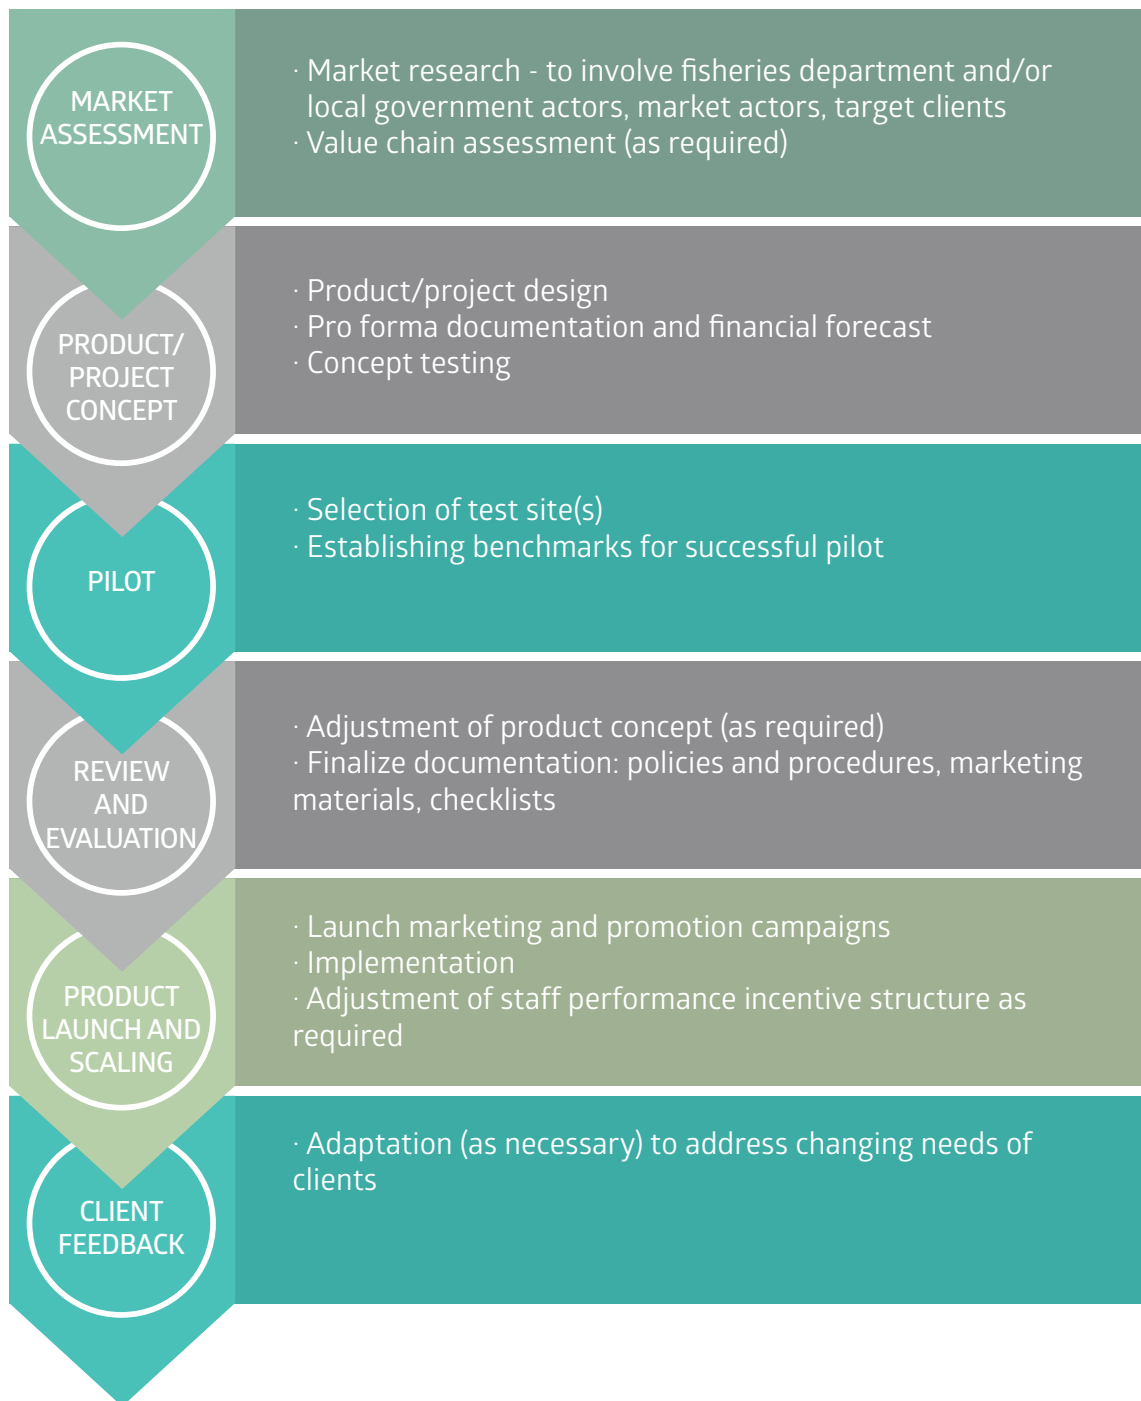 MARKET
ASSESSMENT
· Market research - to involve fisheries department and/or
local government actors, market actors, target clients
· Value chain assessment (as required)
PRODUCT/
PROJECT
CONCEPT
· Product/project design
· Pro forma documentation and financial forecast
· Concept testing
PILOT
· Selection of test site(s)
· Establishing benchmarks for successful pilot
REVIEW
AND
EVALUATION
· Adjustment of product concept (as required)
· Finalize documentation: policies and procedures, marketing
materials, checklists
PRODUCT
LAUNCH AND
SCALING
· Launch marketing and promotion campaigns
· Implementation
· Adjustment of staff performance incentive structure as
required
CLIENT
FEEDBACK
· Adaptation (as necessary) to address changing needs of
clients